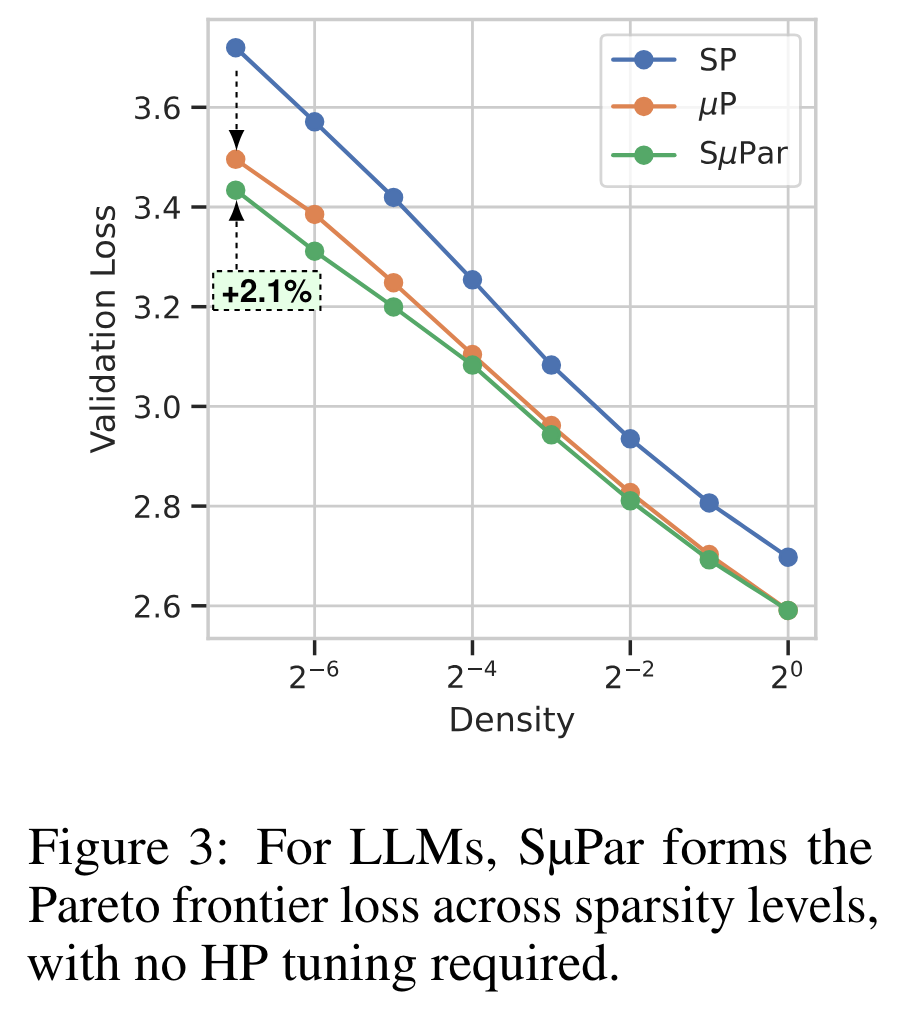 SP
μP
SμPar
3.6
3.4
3.2
3.0
2.8
2.6
Validation Loss
+2.1%
2⁻⁶
2⁻⁴
2⁻²
2⁰
Density
Figure 3: For LLMs, SμPar forms the
Pareto frontier loss across sparsity levels,
with no HP tuning required.